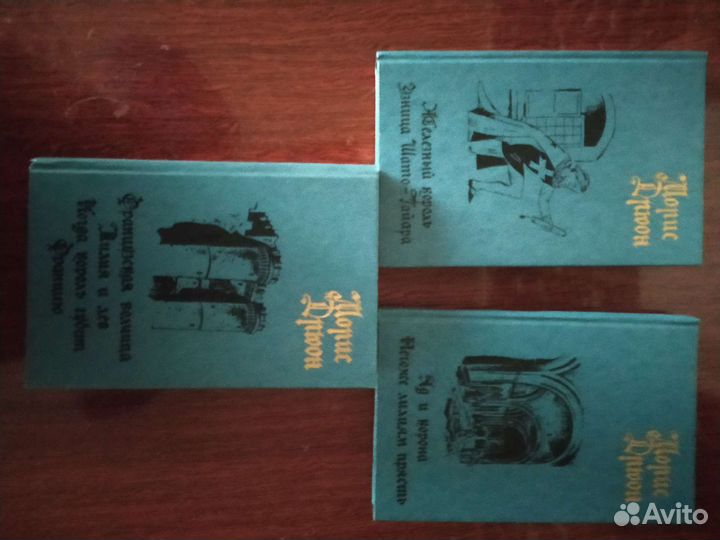 Морис
Дрюон
Французская волчица
Лилия и лев
Когда король губит
Францию
Морис
Дрюон
Железный король
Узница Шато-Гайара
Морис
Дрюон
Яд и корона
Негоже лилиям прясть
Avito